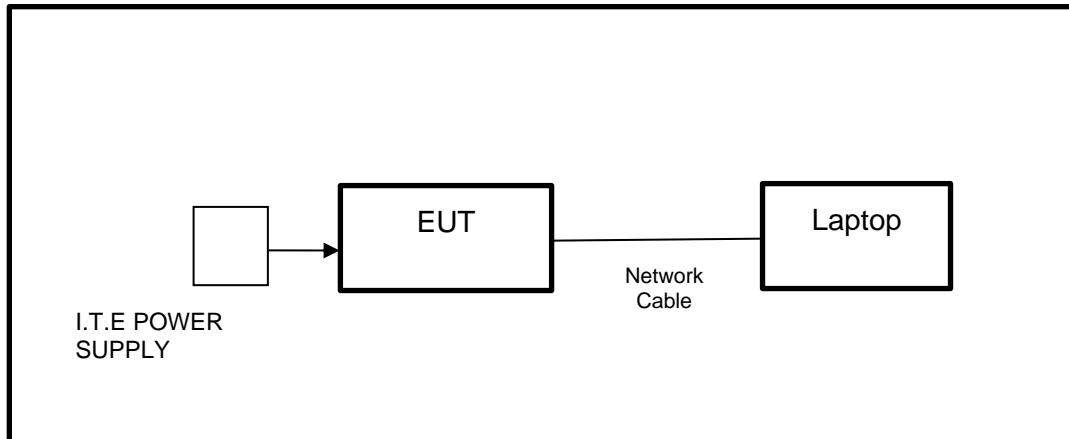 EUT
Laptop
Network
Cable
I.T.E POWER
SUPPLY